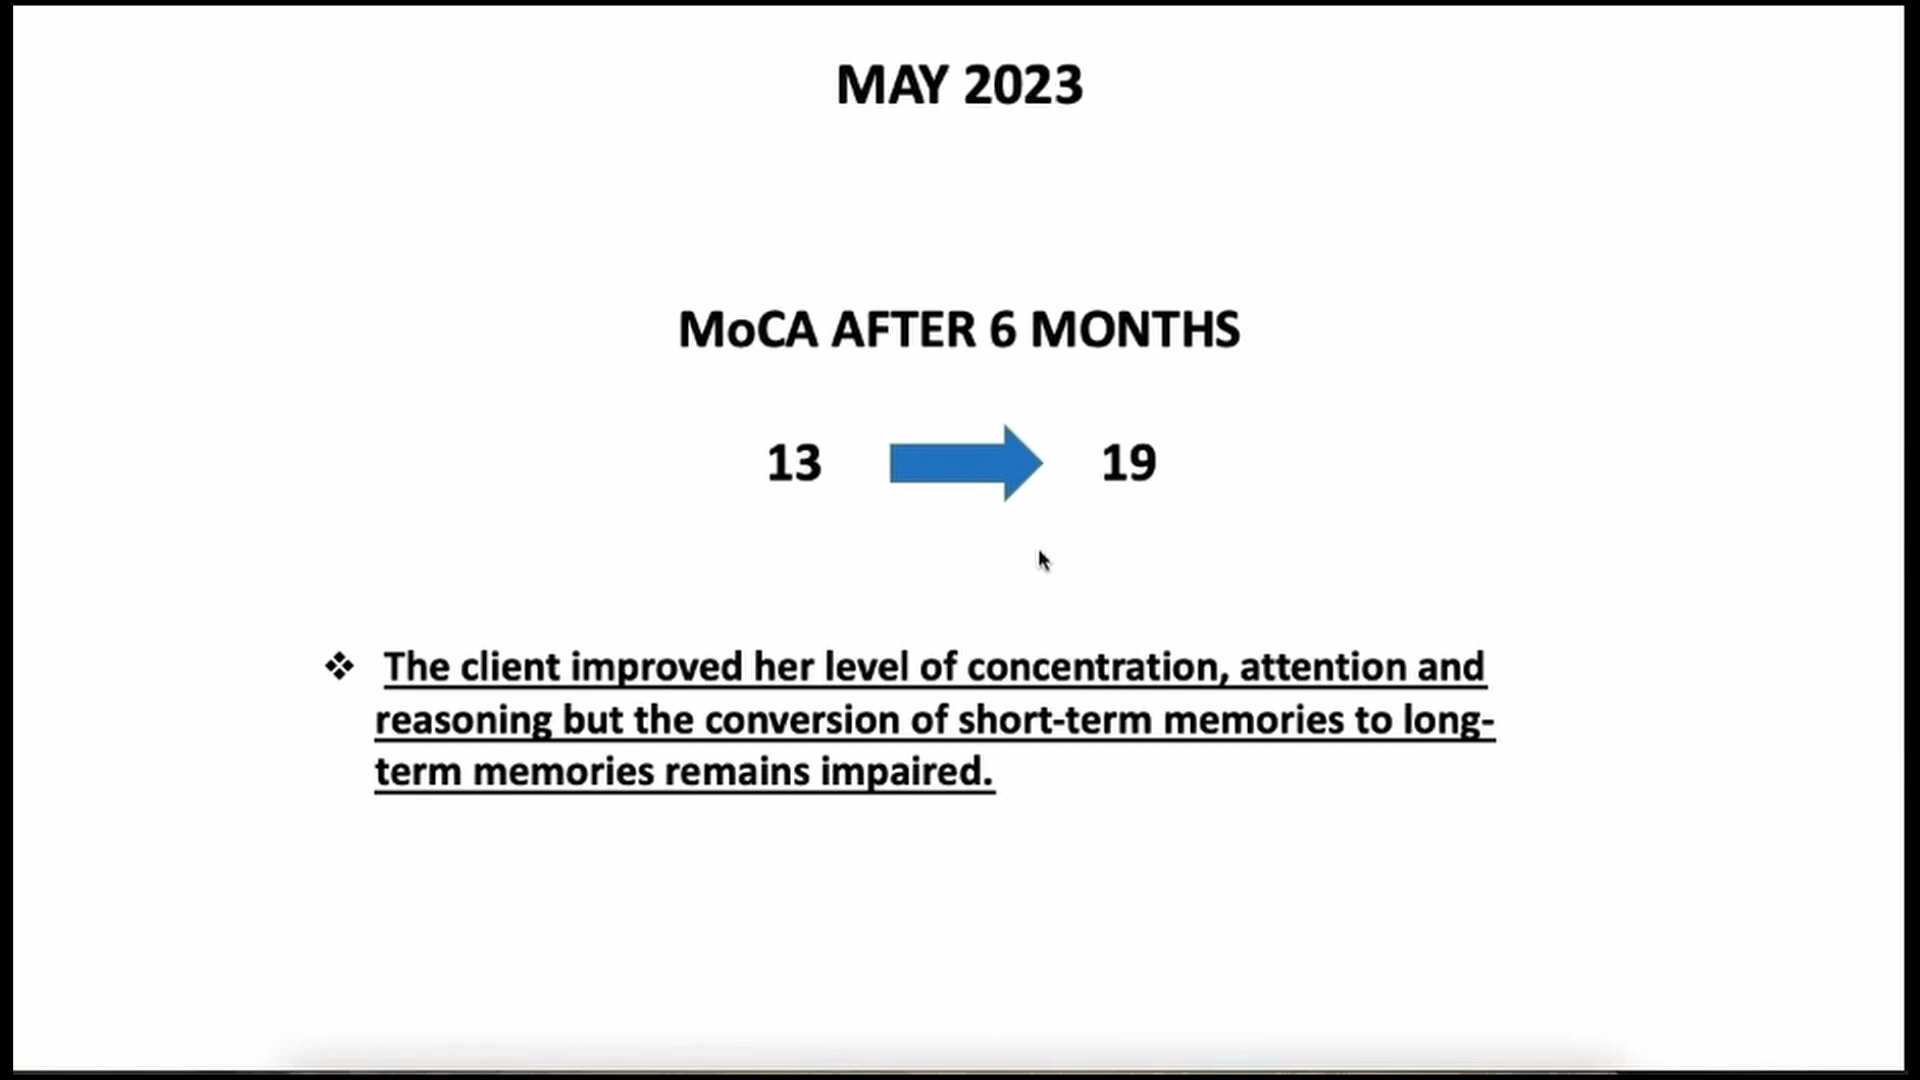 MAY 2023
MoCA AFTER 6 MONTHS
13 19
❖ The client improved her level of concentration, attention and
reasoning but the conversion of short-term memories to long-
term memories remains impaired.